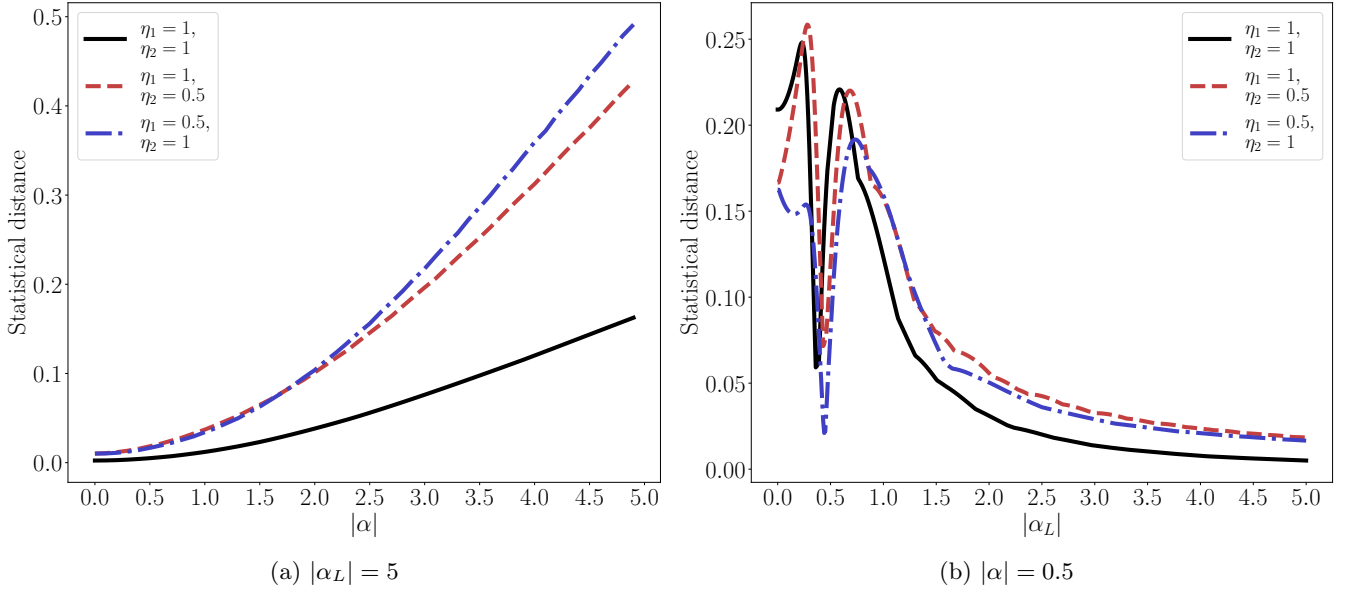 0.5
0.4
0.3
0.2
0.1
0.0
Statistical distance
η₁ = 1,
η₂ = 1
η₁ = 1,
η₂ = 0.5
η₁ = 0.5,
η₂ = 1
0.0 0.5 1.0 1.5 2.0 2.5 3.0 3.5 4.0 4.5 5.0
|α|
(a) |α_L| = 5
0.25
0.20
0.15
0.10
0.05
0.00
Statistical distance
η₁ = 1,
η₂ = 1
η₁ = 1,
η₂ = 0.5
η₁ = 0.5,
η₂ = 1
0.0 0.5 1.0 1.5 2.0 2.5 3.0 3.5 4.0 4.5 5.0
|α_L|
(b) |α| = 0.5